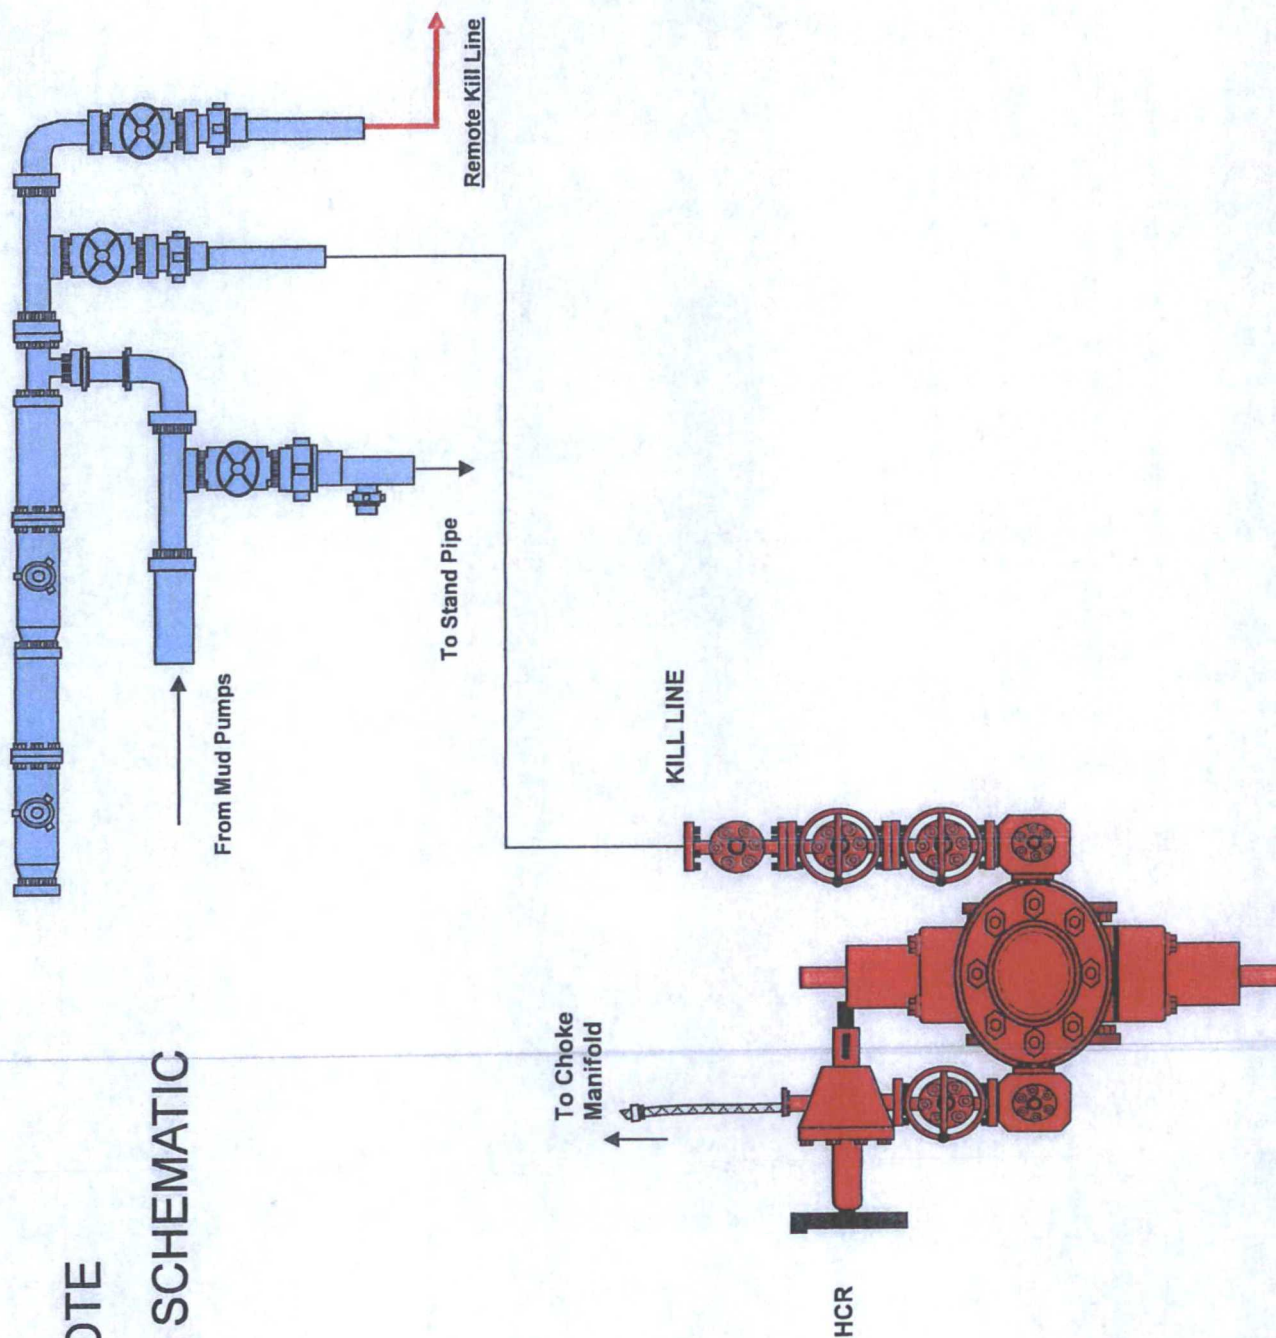 OTE
SCHEMATIC
From Mud Pumps
To Stand Pipe
Remote Kill Line
KILL LINE
To Choke
Manifold
HCR